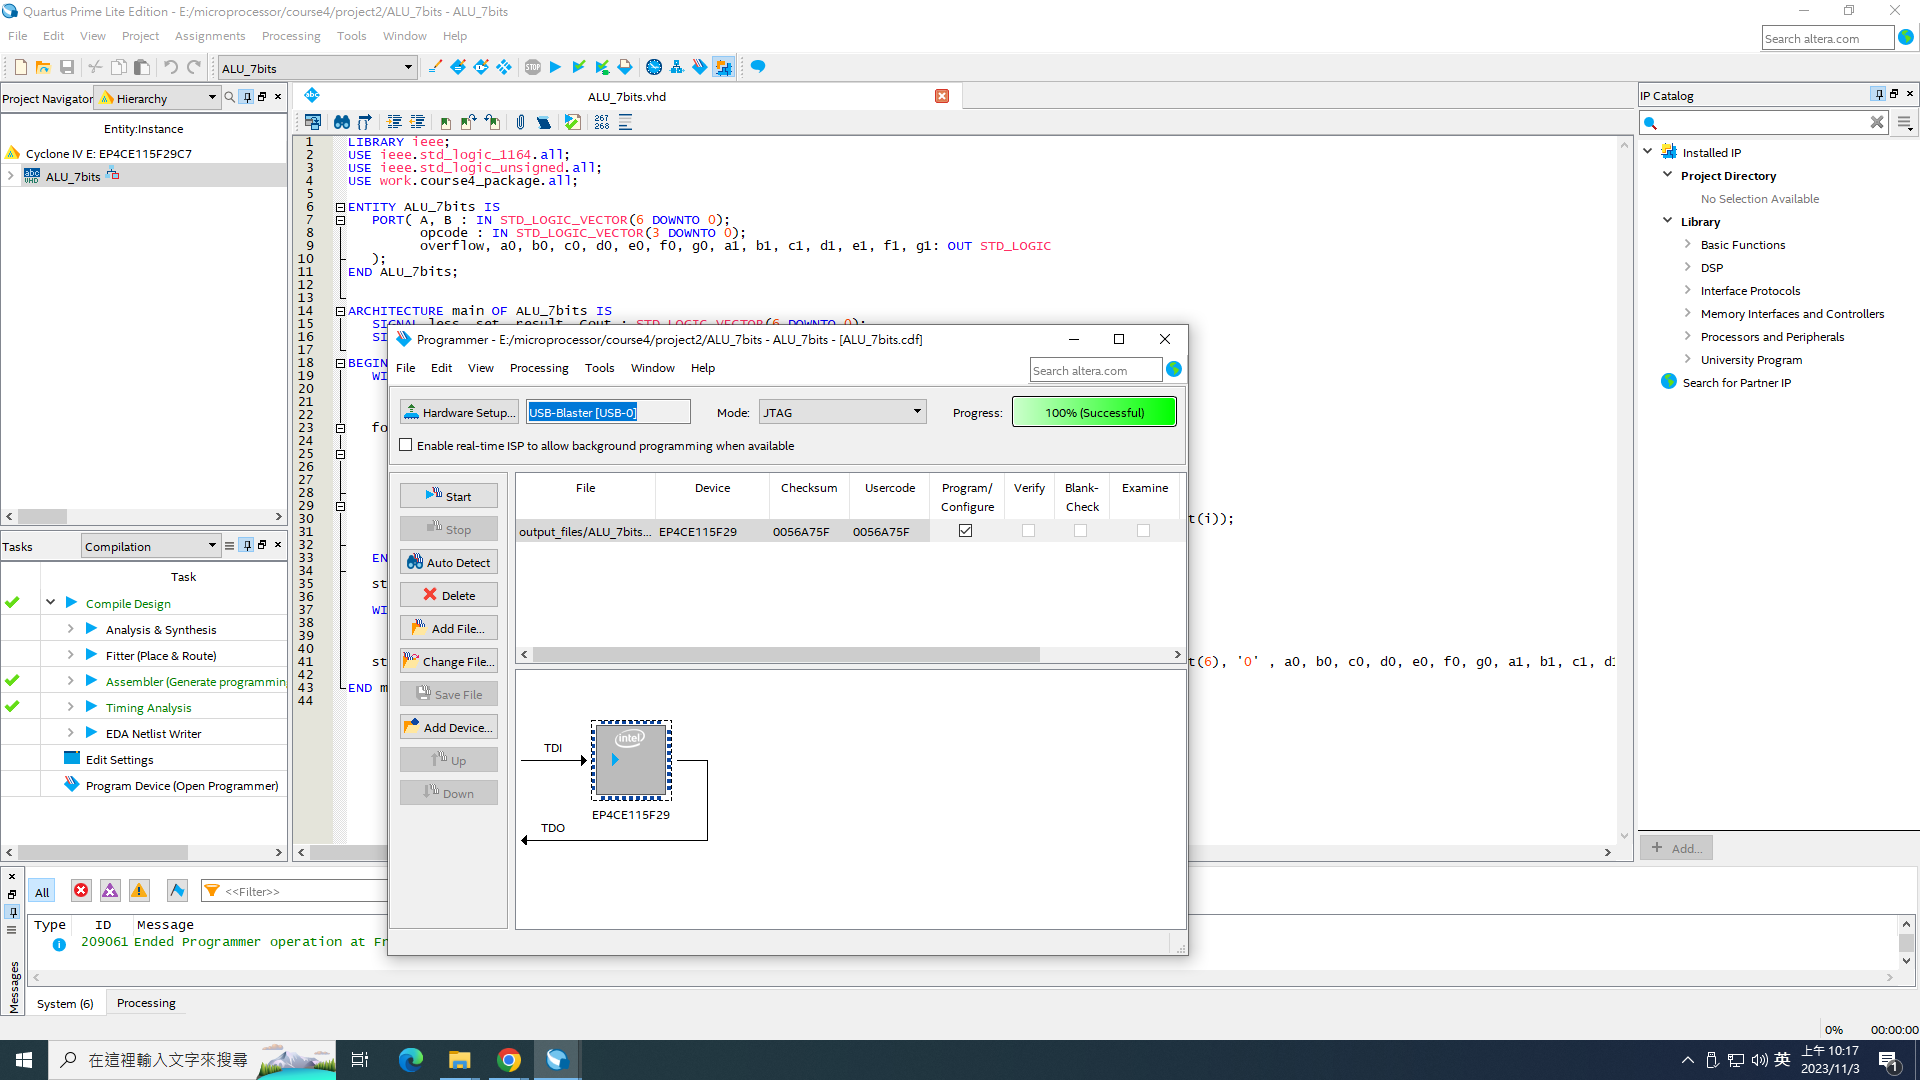 Quartus Prime Lite Edition - E:/microprocessor/course4/project2/ALU_7bits - ALU_7bits
File Edit View Project Assignments Processing Tools Window Help
Search altera.com
ALU_7bits
Project Navigator Hierarchy
Entity:Instance
Cyclone IV E: EP4CE115F29C7
ALU_7bits
ALU_7bits.vhd
267
268
1 LIBRARY ieee;
2 USE ieee.std_logic_1164.all;
3 USE ieee.std_logic_unsigned.all;
4 USE work.course4_package.all;
5
6 ENTITY ALU_7bits IS
7 PORT( A, B : IN STD_LOGIC_VECTOR(6 DOWNTO 0);
8 opcode : IN STD_LOGIC_VECTOR(3 DOWNTO 0);
9 overflow, a0, b0, c0, d0, e0, f0, g0, a1, b1, c1, d1, e1, f1, g1: OUT STD_LOGIC
10 );
11 END ALU_7bits;
12
13
14 ARCHITECTURE main OF ALU_7bits IS
15 SIGNAL less, set, result, Cout : STD_LOGIC_VECTOR(6 DOWNTO 0);
16 SI
17
18 BEGIN
19 WI
20
21
22
23 fo
24
25
26
27
28
29
30 t(i));
31
32
33 EN
34
35 st
36
37 WI
38
39
40
41 st t(6), '0' , a0, b0, c0, d0, e0, f0, g0, a1, b1, c1, d1
42
43 END m
44
Programmer - E:/microprocessor/course4/project2/ALU_7bits - ALU_7bits - [ALU_7bits.cdf]
File Edit View Processing Tools Window Help
Search altera.com
Hardware Setup... USB-Blaster [USB-0] Mode: JTAG Progress: 100% (Successful)
Enable real-time ISP to allow background programming when available
Start
Stop
Auto Detect
Delete
Add File...
Change File...
Save File
Add Device...
Up
Down
File Device Checksum Usercode Program/ Configure Verify Blank- Check Examine
output_files/ALU_7bits... EP4CE115F29 0056A75F 0056A75F
TDI
intel
EP4CE115F29
TDO
IP Catalog
Installed IP
Project Directory
No Selection Available
Library
Basic Functions
DSP
Interface Protocols
Memory Interfaces and Controllers
Processors and Peripherals
University Program
Search for Partner IP
Add...
Tasks Compilation
Task
Compile Design
Analysis & Synthesis
Fitter (Place & Route)
Assembler (Generate programmin
Timing Analysis
EDA Netlist Writer
Edit Settings
Program Device (Open Programmer)
Messages
All <<Filter>>
Type ID Message
209061 Ended Programmer operation at Fr
System (6) Processing
0% 00:00:00
在這裡輸入文字來搜尋
英
上午 10:17
2023/11/3
1